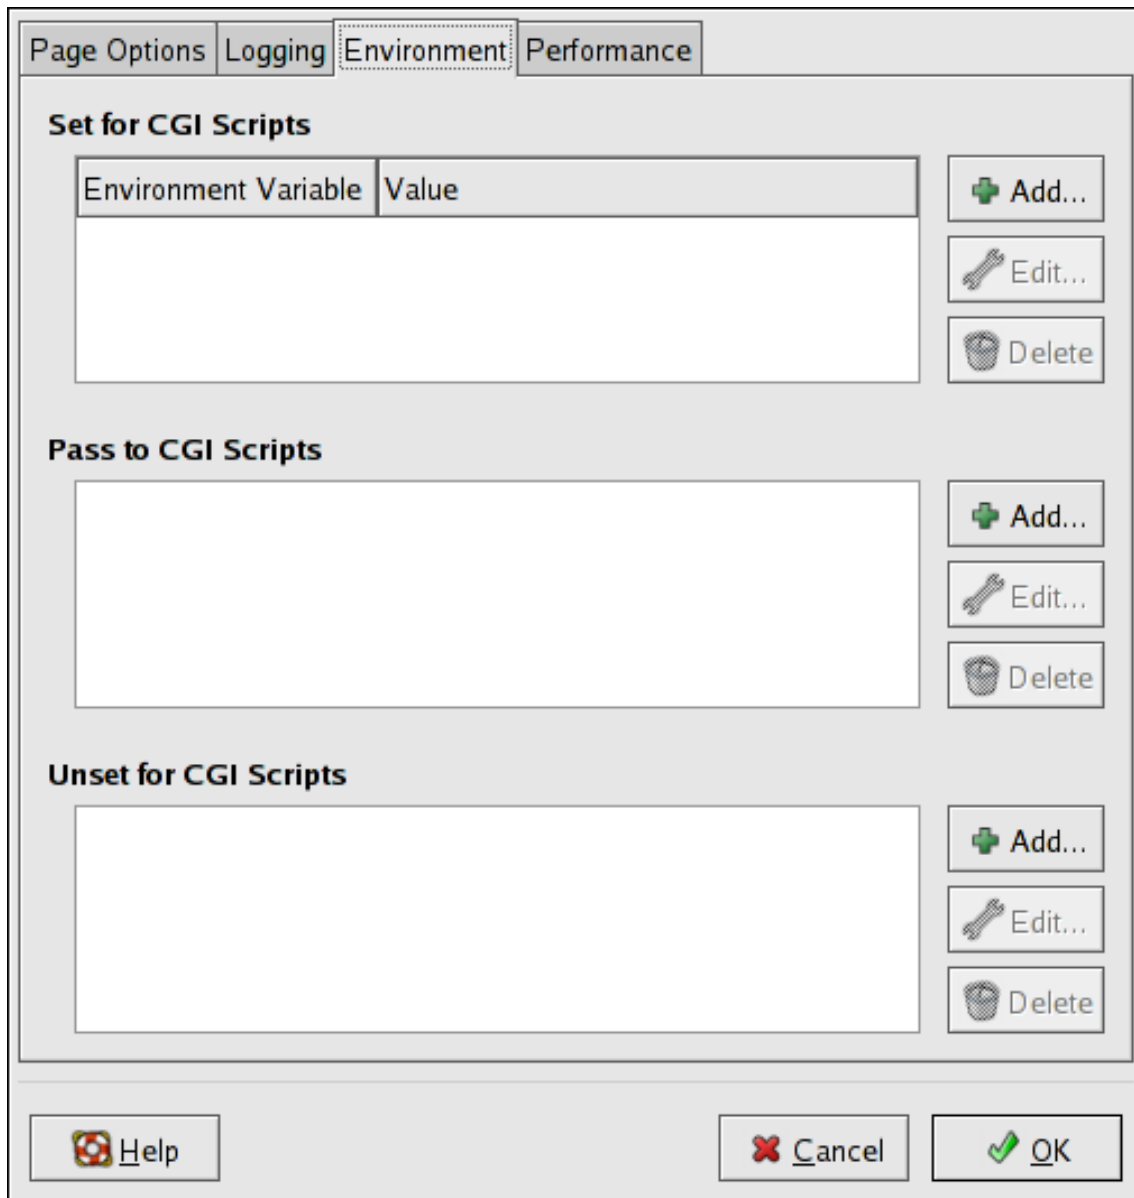 Page Options Logging Environment Performance
Set for CGI Scripts
Environment Variable Value
Add...
Edit...
Delete
Pass to CGI Scripts
Add...
Edit...
Delete
Unset for CGI Scripts
Add...
Edit...
Delete
Help Cancel OK